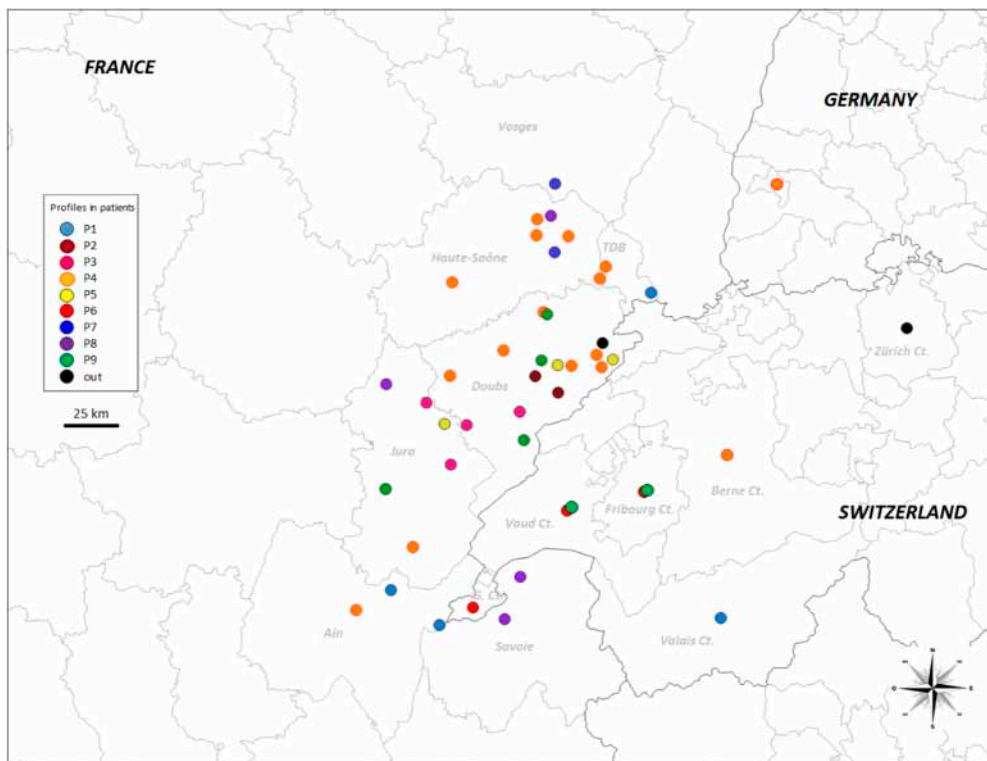 FRANCE
GERMANY
Vosges
Profiles in patients
P1
P2
P3
P4
P5
P6
P7
P8
P9
out
25 km
Haute-Saône
TDB
Zürich Ct.
Doubs
Jura
Berne Ct.
Fribourg Ct.
Vaud Ct.
SWITZERLAND
G. Ct.
Ain
Savoie
Valais Ct.
N
O
E
S